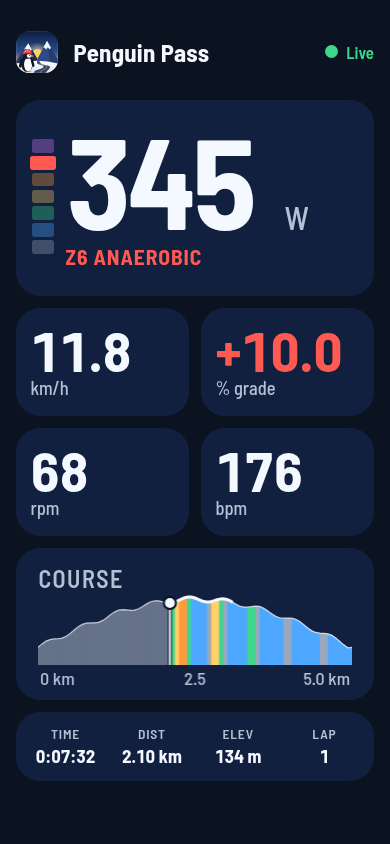 Penguin Pass
Live
345 W
Z6 ANAEROBIC
11.8
km/h
+10.0
% grade
68
rpm
176
bpm
COURSE
0 km 2.5 5.0 km
TIME DIST ELEV LAP
0:07:32 2.10 km 134 m 1